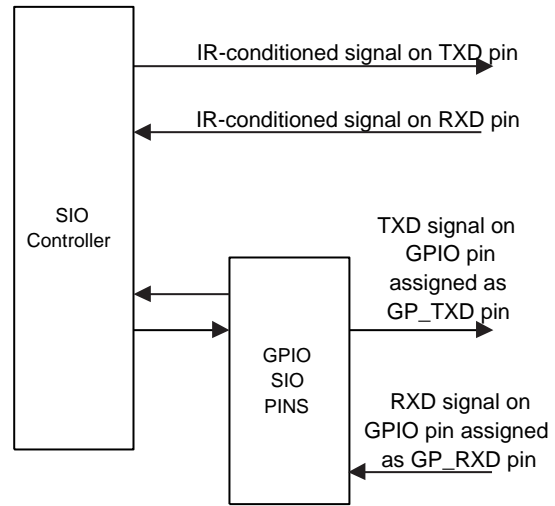 IR-conditioned signal on TXD pin
IR-conditioned signal on RXD pin
SIO
Controller
TXD signal on
GPIO pin
assigned as
GP_TXD pin
GPIO
SIO
PINS
RXD signal on
GPIO pin assigned
as GP_RXD pin